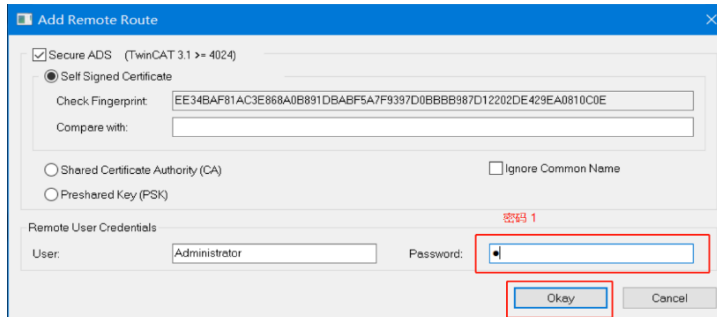 Add Remote Route
Secure ADS (TwinCAT 3.1 >= 4024)
Self Signed Certificate
Check Fingerprint: EE34BAF81AC3E868A0B891DBABF5A7F9397D0BBBB987D12202DE429EA0810C0E
Compare with:
Shared Certificate Authority (CA) Ignore Common Name
Preshared Key (PSK)
密码 1
Remote User Credentials
User: Administrator Password: ●
Okay Cancel